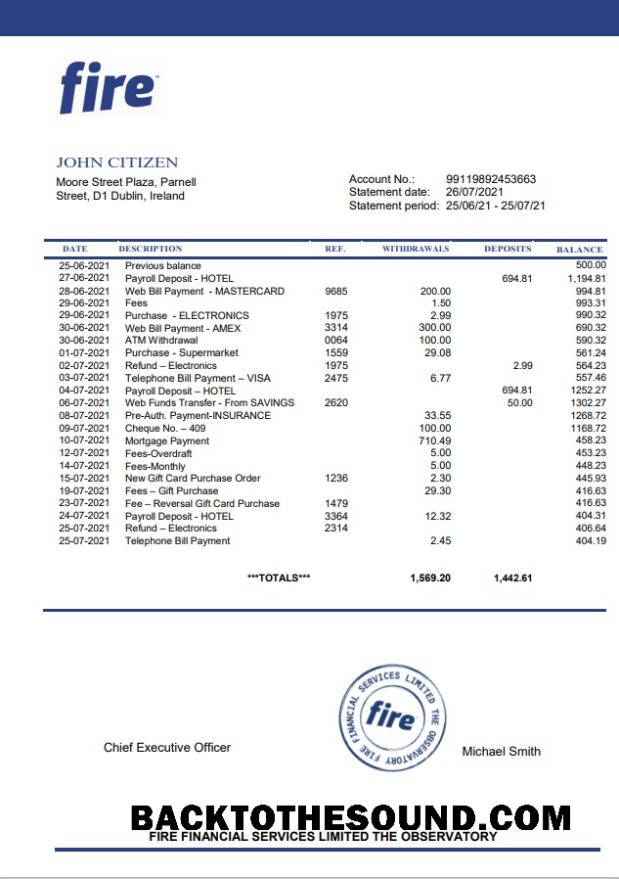 fire™
JOHN CITIZEN
Moore Street Plaza, Parnell
Street, D1 Dublin, Ireland
Account No.: 99119892453663
Statement date: 26/07/2021
Statement period: 25/06/21 - 25/07/21
DATE DESCRIPTION REF. WITHDRAWALS DEPOSITS BALANCE
25-06-2021 Previous balance 500.00
27-06-2021 Payroll Deposit - HOTEL 694.81 1,194.81
28-06-2021 Web Bill Payment - MASTERCARD 9685 200.00 994.81
29-06-2021 Fees 1.50 993.31
29-06-2021 Purchase - ELECTRONICS 1975 2.99 990.32
30-06-2021 Web Bill Payment - AMEX 3314 300.00 690.32
30-06-2021 ATM Withdrawal 0064 100.00 590.32
01-07-2021 Purchase - Supermarket 1559 29.08 561.24
02-07-2021 Refund – Electronics 1975 2.99 564.23
03-07-2021 Telephone Bill Payment – VISA 2475 6.77 557.46
04-07-2021 Payroll Deposit – HOTEL 694.81 1252.27
06-07-2021 Web Funds Transfer - From SAVINGS 2620 50.00 1302.27
08-07-2021 Pre-Auth. Payment-INSURANCE 33.55 1268.72
09-07-2021 Cheque No. – 409 100.00 1168.72
10-07-2021 Mortgage Payment 710.49 458.23
12-07-2021 Fees-Overdraft 5.00 453.23
14-07-2021 Fees-Monthly 5.00 448.23
15-07-2021 New Gift Card Purchase Order 1236 2.30 445.93
19-07-2021 Fees – Gift Purchase 29.30 416.63
23-07-2021 Fee – Reversal Gift Card Purchase 1479 416.63
24-07-2021 Payroll Deposit - HOTEL 3364 12.32 404.31
25-07-2021 Refund – Electronics 2314 406.64
25-07-2021 Telephone Bill Payment 2.45 404.19
***TOTALS*** 1,569.20 1,442.61
FIRE FINANCIAL SERVICES LIMITED THE OBSERVATORY
fire
Chief Executive Officer
Michael Smith
BACKTOTHESOUND.COM
FIRE FINANCIAL SERVICES LIMITED THE OBSERVATORY